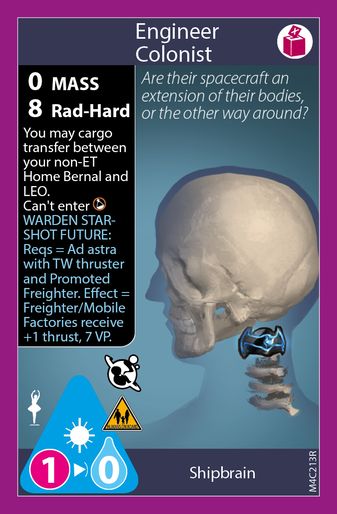 Engineer
Colonist
0 MASS
8 Rad-Hard
Are their spacecraft an
extension of their bodies,
or the other way around?
You may cargo
transfer between
your non-ET
Home Bernal and
LEO.
Can't enter
WARDEN STAR-
SHOT FUTURE:
Reqs = Ad astra
with TW thruster
and Promoted
Freighter. Effect =
Freighter/Mobile
Factories receive
+1 thrust, 7 VP.
1 0
Shipbrain
M4C213R